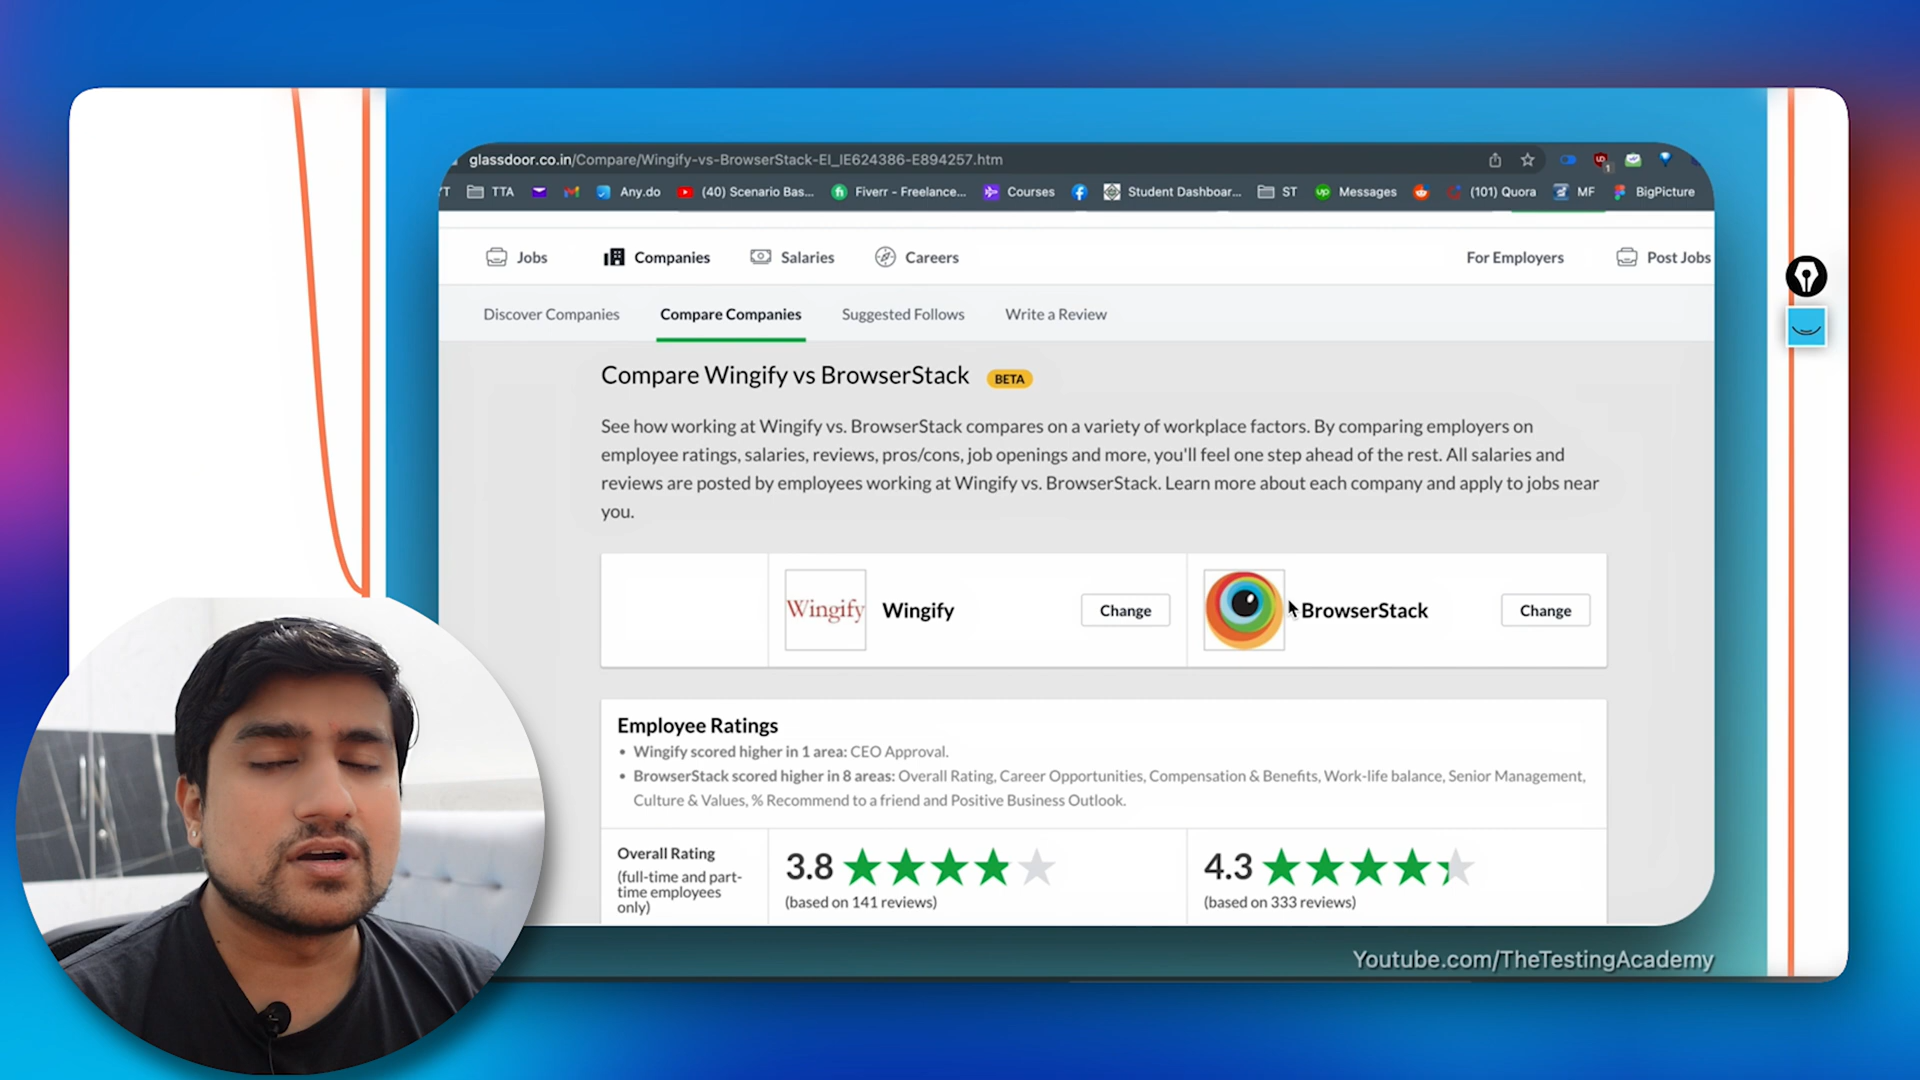 glassdoor.co.in/Compare/Wingify-vs-BrowserStack-EI_IE624386-E894257.htm
TTA Any.do (40) Scenario Bas... Fiverr - Freelance... Courses Student Dashboar... ST Messages (101) Quora MF BigPicture
Jobs Companies Salaries Careers For Employers Post Jobs
Discover Companies Compare Companies Suggested Follows Write a Review
Compare Wingify vs BrowserStack BETA
See how working at Wingify vs. BrowserStack compares on a variety of workplace factors. By comparing employers on
employee ratings, salaries, reviews, pros/cons, job openings and more, you'll feel one step ahead of the rest. All salaries and
reviews are posted by employees working at Wingify vs. BrowserStack. Learn more about each company and apply to jobs near
you.
Wingify Wingify Change BrowserStack Change
Employee Ratings
• Wingify scored higher in 1 area: CEO Approval.
• BrowserStack scored higher in 8 areas: Overall Rating, Career Opportunities, Compensation & Benefits, Work-life balance, Senior Management,
Culture & Values, % Recommend to a friend and Positive Business Outlook.
Overall Rating
(full-time and part-
time employees
only)
3.8
(based on 141 reviews)
4.3
(based on 333 reviews)
Youtube.com/TheTestingAcademy